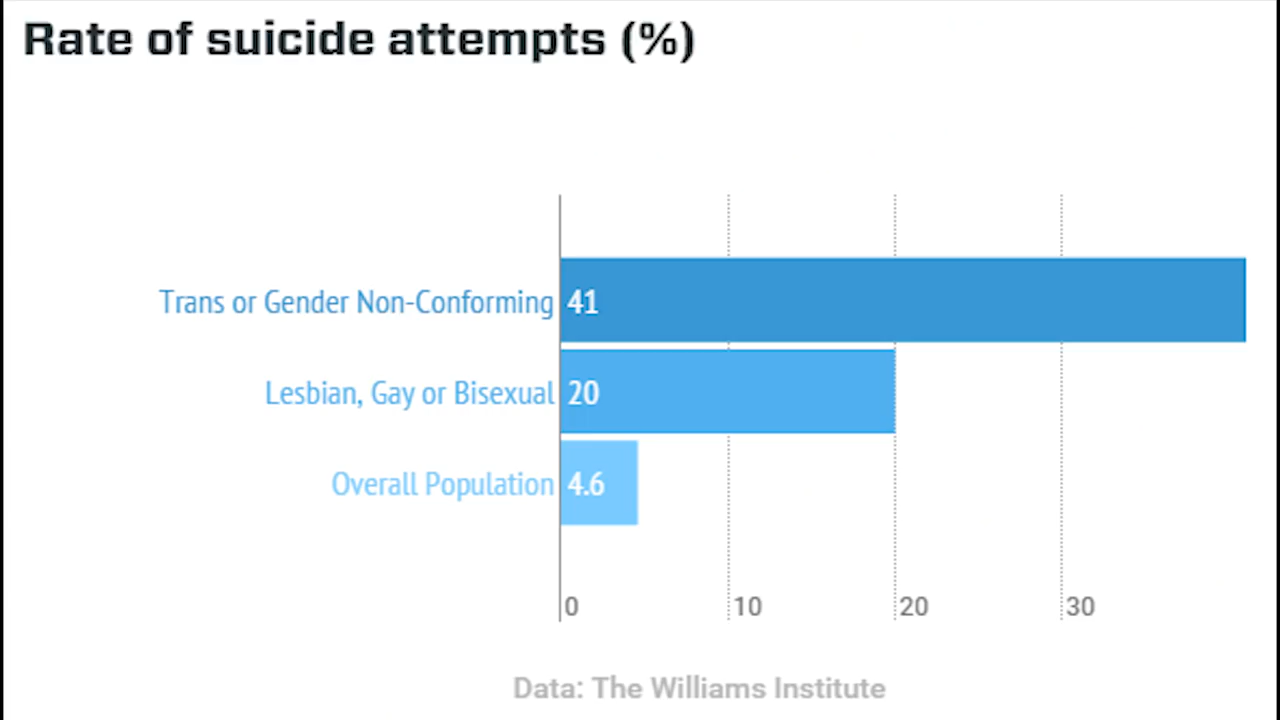 Rate of suicide attempts (%)
Trans or Gender Non-Conforming 41
Lesbian, Gay or Bisexual 20
Overall Population 4.6
0 10 20 30
Data: The Williams Institute